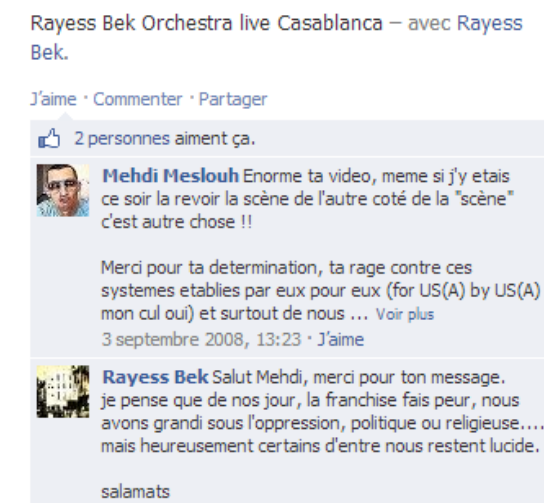 Rayess Bek Orchestra live Casablanca – avec Rayess
Bek.
J'aime · Commenter · Partager
2 personnes aiment ça.
Mehdi Meslouh Enorme ta video, meme si j'y etais
ce soir la revoir la scène de l'autre coté de la "scène"
c'est autre chose !!
Merci pour ta determination, ta rage contre ces
systemes etablies par eux pour eux (for US(A) by US(A)
mon cul oui) et surtout de nous ... Voir plus
3 septembre 2008, 13:23 · J'aime
Rayess Bek Salut Mehdi, merci pour ton message.
je pense que de nos jour, la franchise fais peur, nous
avons grandi sous l'oppression, politique ou religieuse....
mais heureusement certains d'entre nous restent lucide.
salamats